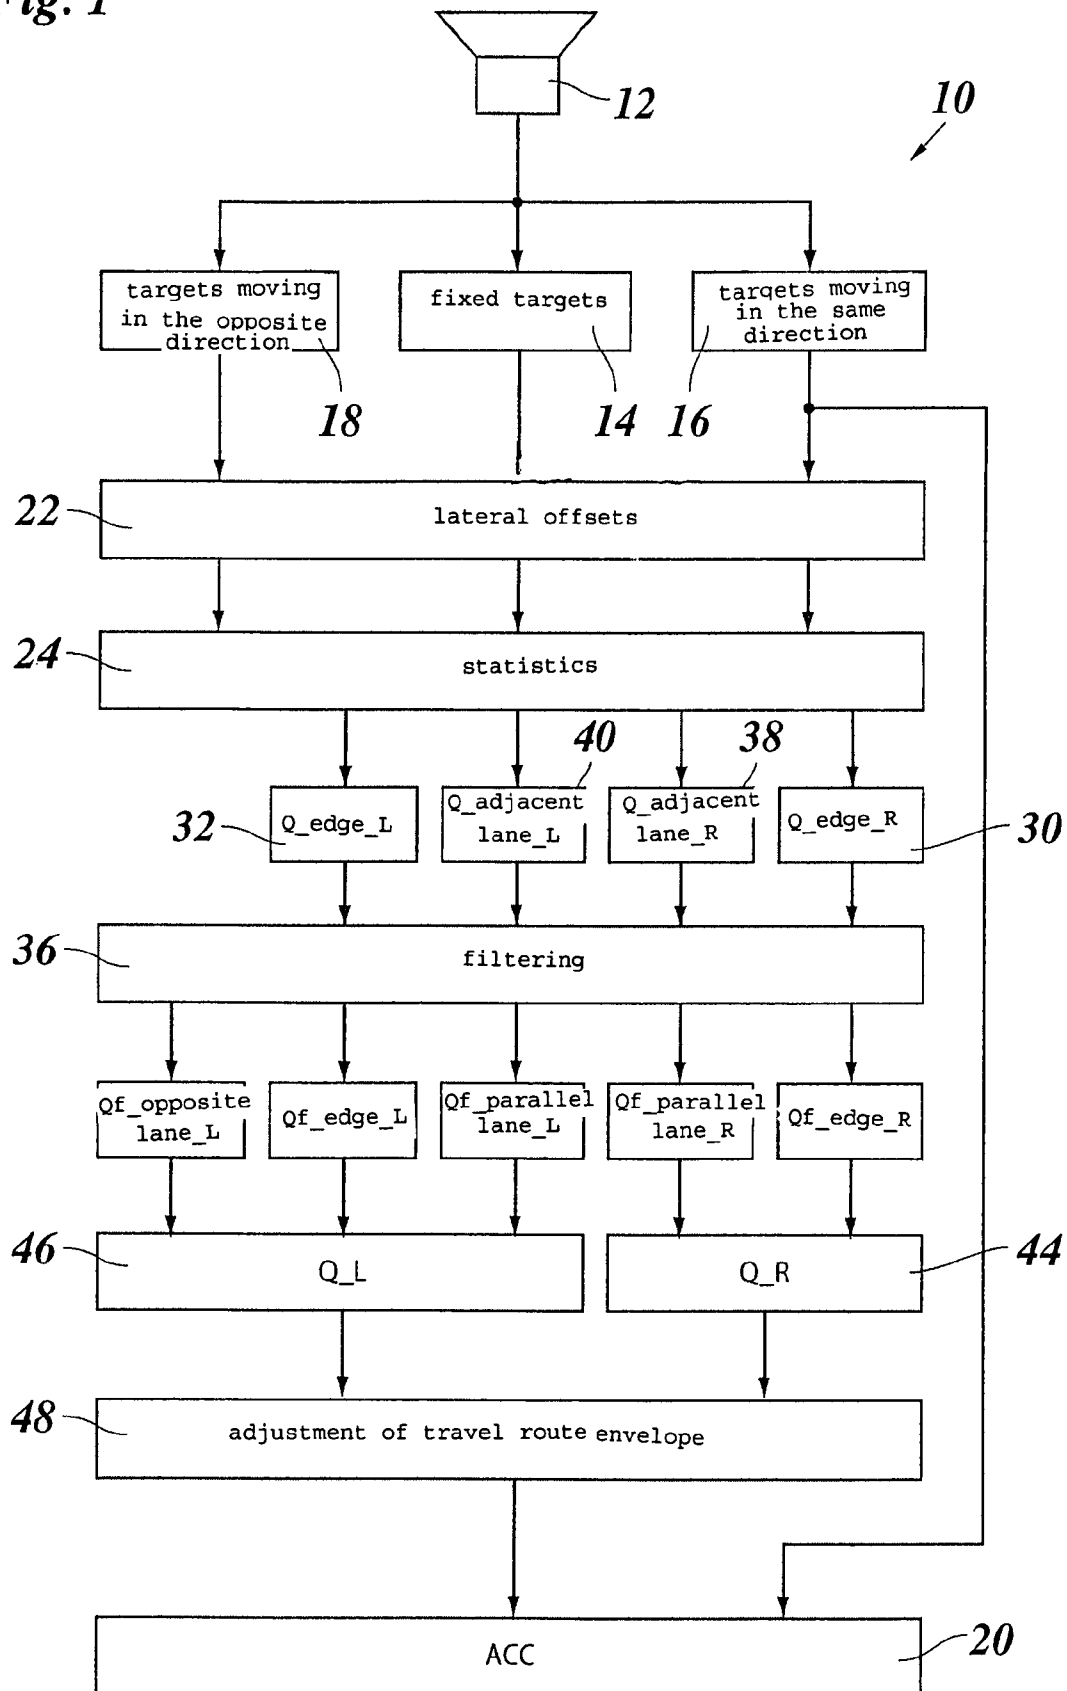 Fig. 1
12
10
targets moving
in the opposite
direction
fixed targets
targets moving
in the same
direction
18
14
16
22
lateral offsets
24
statistics
40
38
32
Q_edge_L
Q_adjacent
lane_L
Q_adjacent
lane_R
Q_edge_R
30
36
filtering
Qf_opposite
lane_L
Qf_edge_L
Qf_parallel
lane_L
Qf_parallel
lane_R
Qf_edge_R
46
Q_L
Q_R
44
48
adjustment of travel route envelope
ACC
20